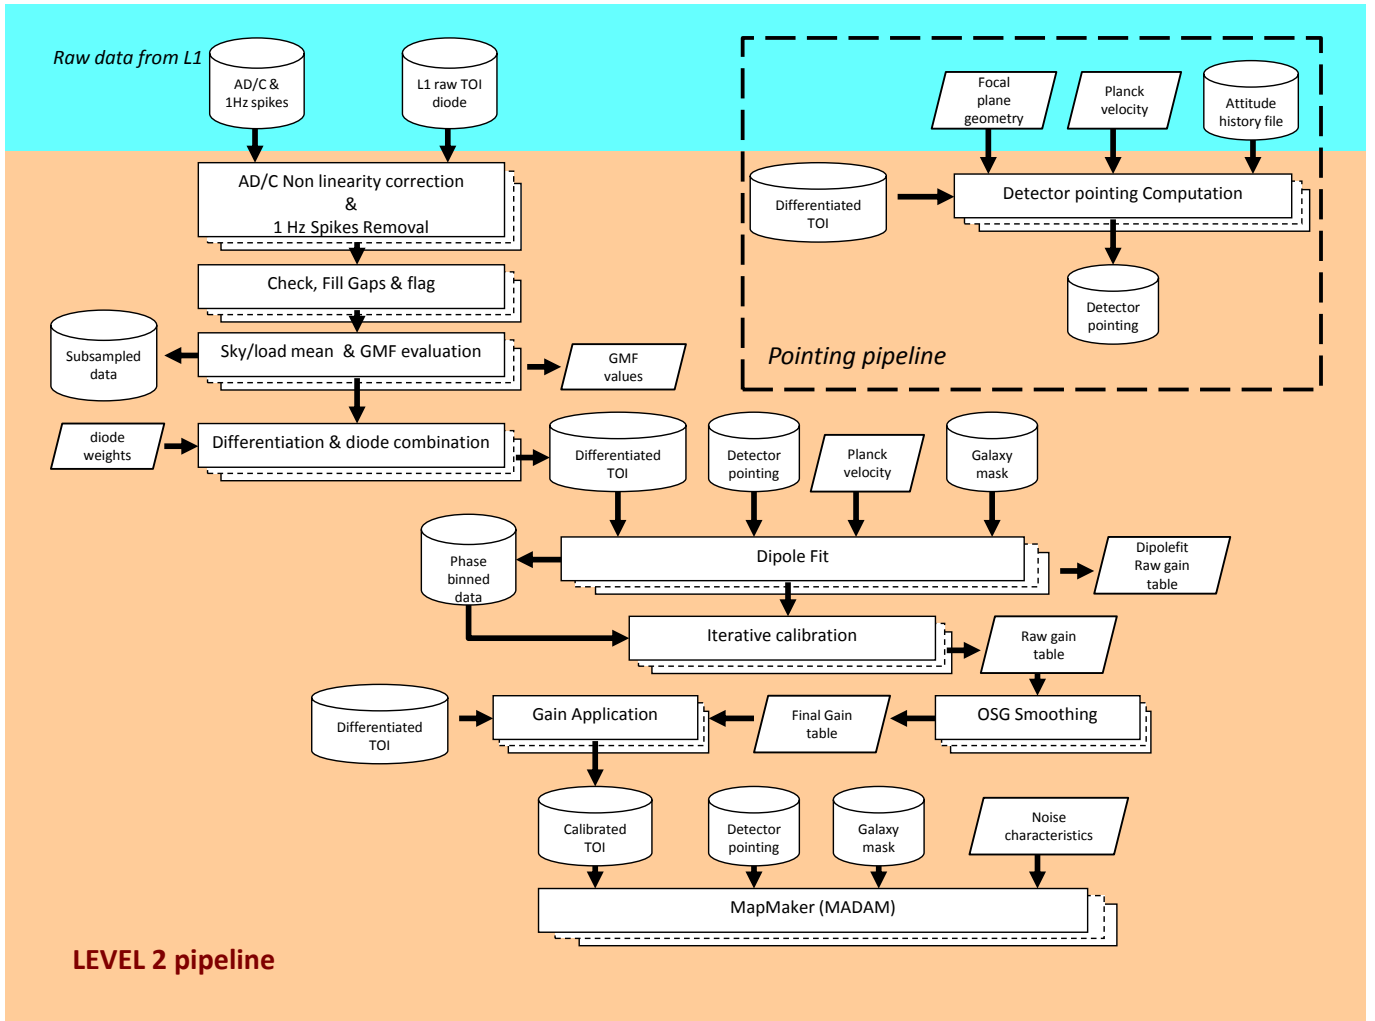 Raw data from L1
AD/C &
1Hz spikes
L1 raw TOI
diode
Focal
plane
geometry
Planck
velocity
Attitude
history file
AD/C Non linearity correction
&
1 Hz Spikes Removal
Differentiated
TOI
Detector pointing Computation
Check, Fill Gaps & flag
Detector
pointing
Subsampled
data
Sky/load mean & GMF evaluation
GMF
values
Pointing pipeline
diode
weights
Differentiation & diode combination
Differentiated
TOI
Detector
pointing
Planck
velocity
Galaxy
mask
Phase
binned
data
Dipole Fit
Dipolefit
Raw gain
table
Iterative calibration
Raw gain
table
Differentiated
TOI
Gain Application
Final Gain
table
OSG Smoothing
Calibrated
TOI
Detector
pointing
Galaxy
mask
Noise
characteristics
MapMaker (MADAM)
LEVEL 2 pipeline